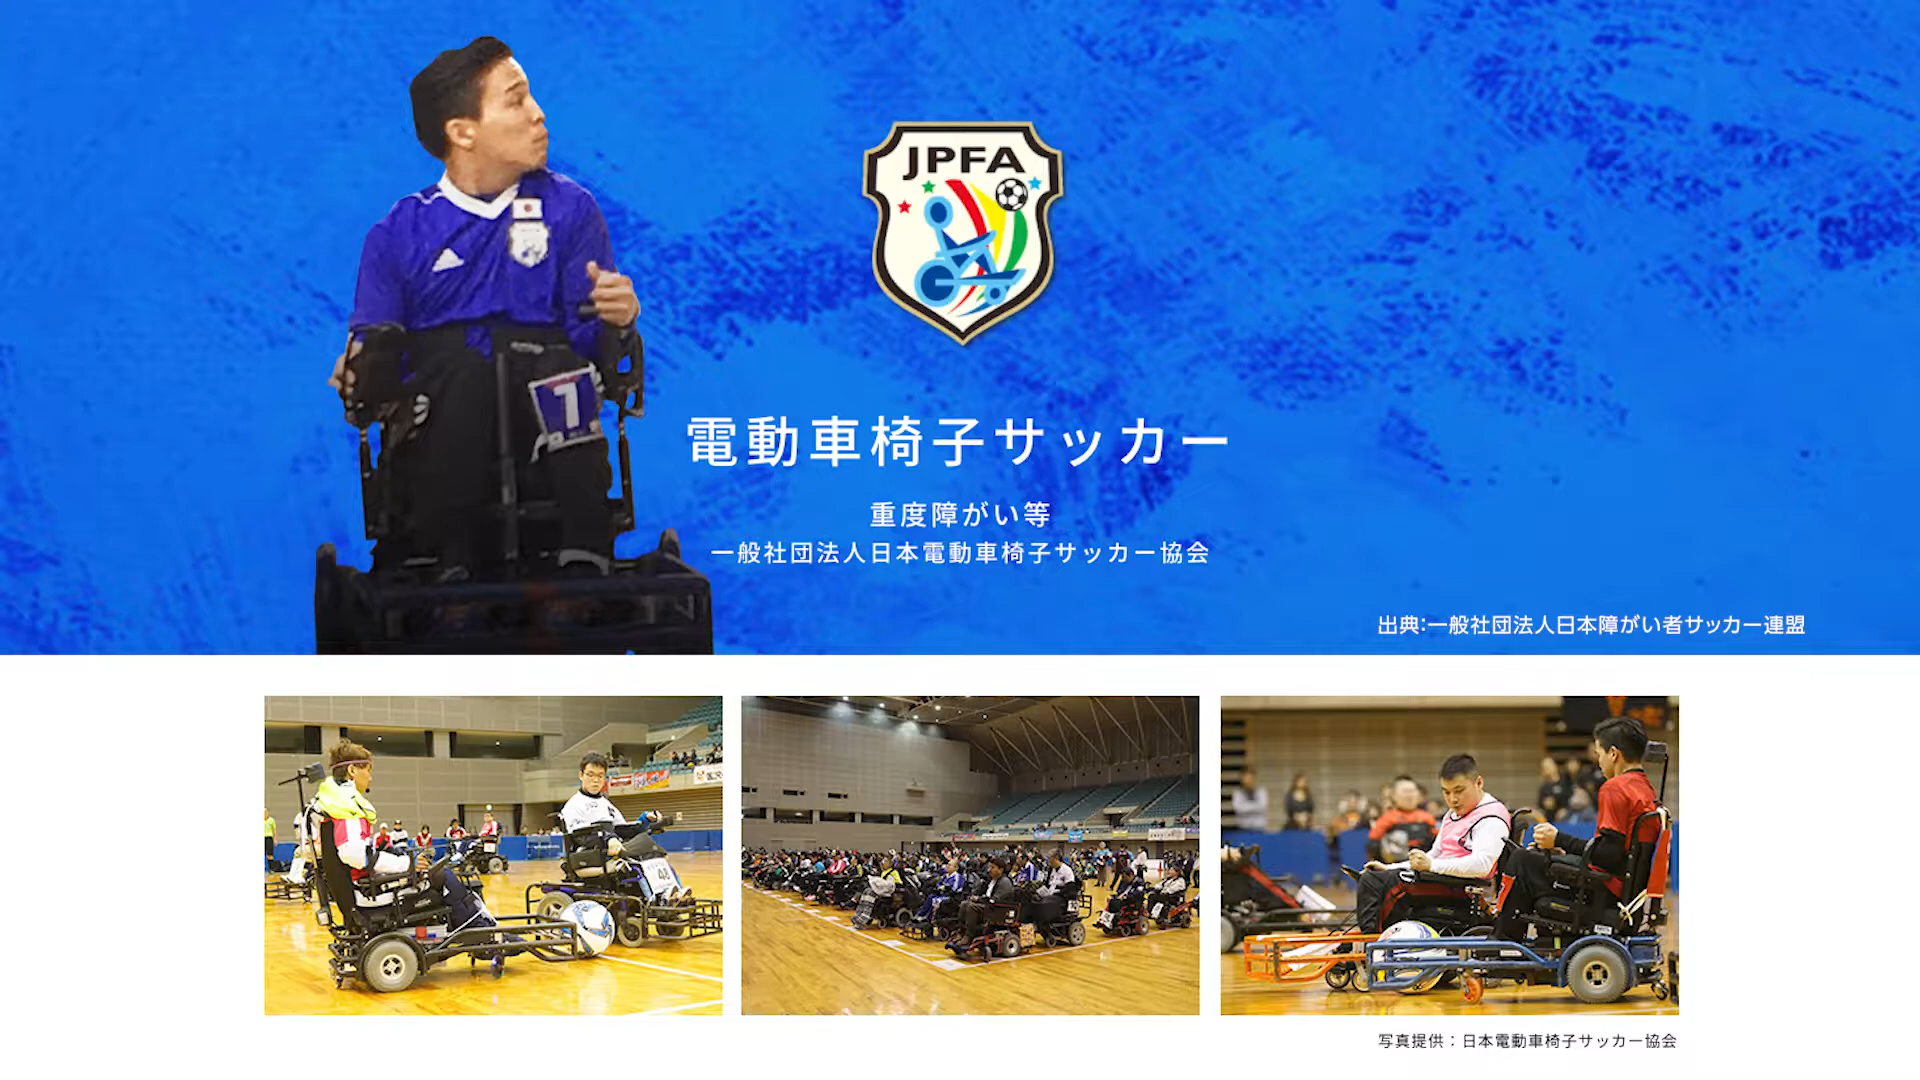 JPFA
7
電動車椅子サッカー
重度障がい等
一般社団法人日本電動車椅子サッカー協会
出典:一般社団法人日本障がい者サッカー連盟
48
写真提供：日本電動車椅子サッカー協会